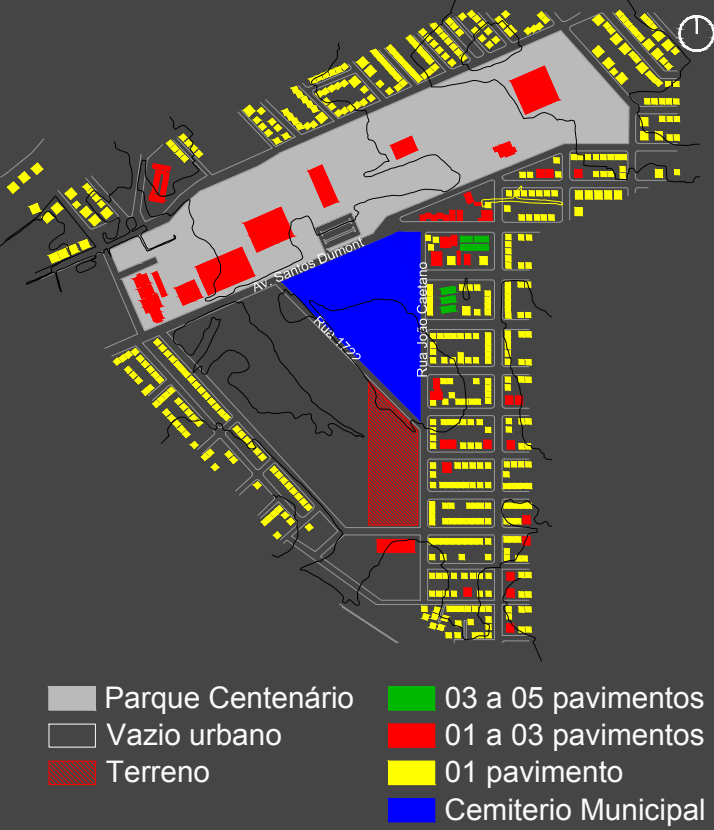 Av. Santos Dumont
Rua João Caetano
Rua 1722
Parque Centenário
Vazio urbano
Terreno
03 a 05 pavimentos
01 a 03 pavimentos
01 pavimento
Cemiterio Municipal